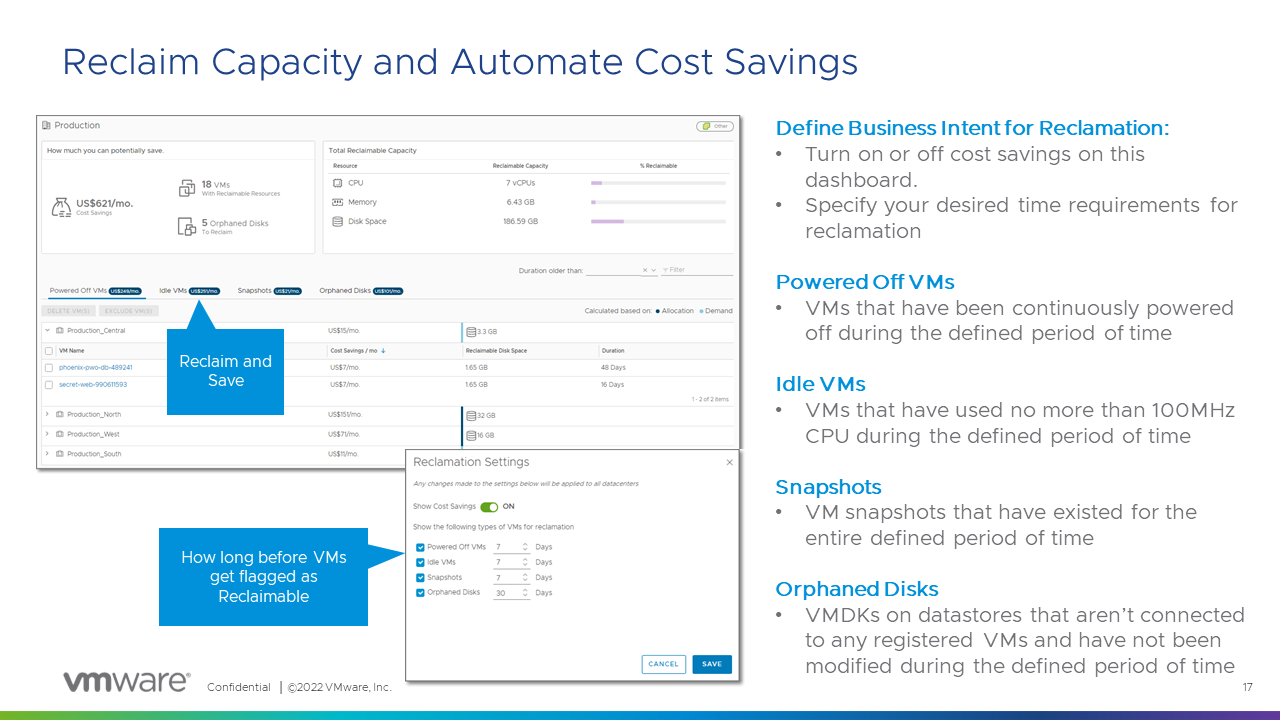 Reclaim Capacity and Automate Cost Savings
Production
Other
How much you can potentially save.
US$621/mo.
Cost Savings
18 VMs
With Reclaimable Resources
5 Orphaned Disks
To Reclaim
Total Reclaimable Capacity
Resource Reclaimable Capacity % Reclaimable
CPU 7 vCPUs
Memory 6.43 GB
Disk Space 186.59 GB
Duration older than: Filter
Powered Off VMs US$249/mo. Idle VMs US$251/mo. Snapshots US$21/mo. Orphaned Disks US$101/mo.
DELETE VM(S) EXCLUDE VM(S) Calculated based on: Allocation Demand
Production_Central US$15/mo. 3.3 GB
VM Name Cost Savings / mo ↓ Reclaimable Disk Space Duration
phoenix-pwo-db-489241 US$7/mo. 1.65 GB 48 Days
secret-web-990611593 US$7/mo. 1.65 GB 16 Days
1 - 2 of 2 items
Production_North US$151/mo. 32 GB
Production_West US$71/mo. 16 GB
Production_South US$11/mo.
Reclaim and
Save
Reclamation Settings ×
Any changes made to the settings below will be applied to all datacenters
Show Cost Savings ON
Show the following types of VMs for reclamation
Powered Off VMs 7 Days
Idle VMs 7 Days
Snapshots 7 Days
Orphaned Disks 30 Days
CANCEL SAVE
How long before VMs
get flagged as
Reclaimable
Define Business Intent for Reclamation:
• Turn on or off cost savings on this
dashboard.
• Specify your desired time requirements for
reclamation
Powered Off VMs
• VMs that have been continuously powered
off during the defined period of time
Idle VMs
• VMs that have used no more than 100MHz
CPU during the defined period of time
Snapshots
• VM snapshots that have existed for the
entire defined period of time
Orphaned Disks
• VMDKs on datastores that aren't connected
to any registered VMs and have not been
modified during the defined period of time
vmware® Confidential | ©2022 VMware, Inc. 17